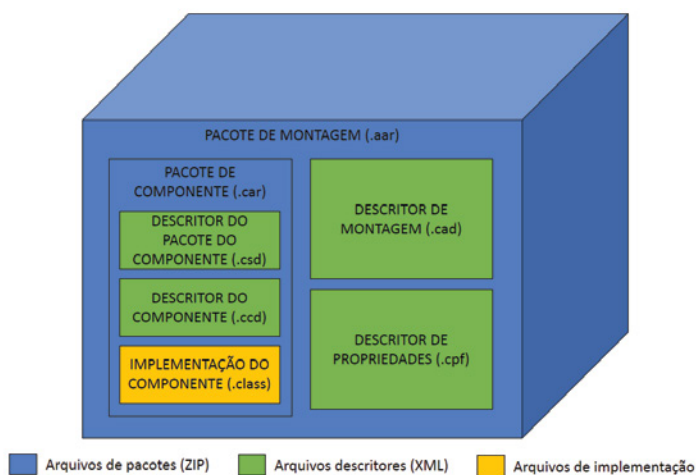 PACOTE DE MONTAGEM (.aar)
PACOTE DE
COMPONENTE (.car)
DESCRITOR DO
PACOTE DO
COMPONENTE (.csd)
DESCRITOR DO
COMPONENTE (.ccd)
IMPLEMENTAÇÃO DO
COMPONENTE (.class)
DESCRITOR DE
MONTAGEM (.cad)
DESCRITOR DE
PROPRIEDADES (.cpf)
Arquivos de pacotes (ZIP)
Arquivos descritores (XML)
Arquivos de implementação